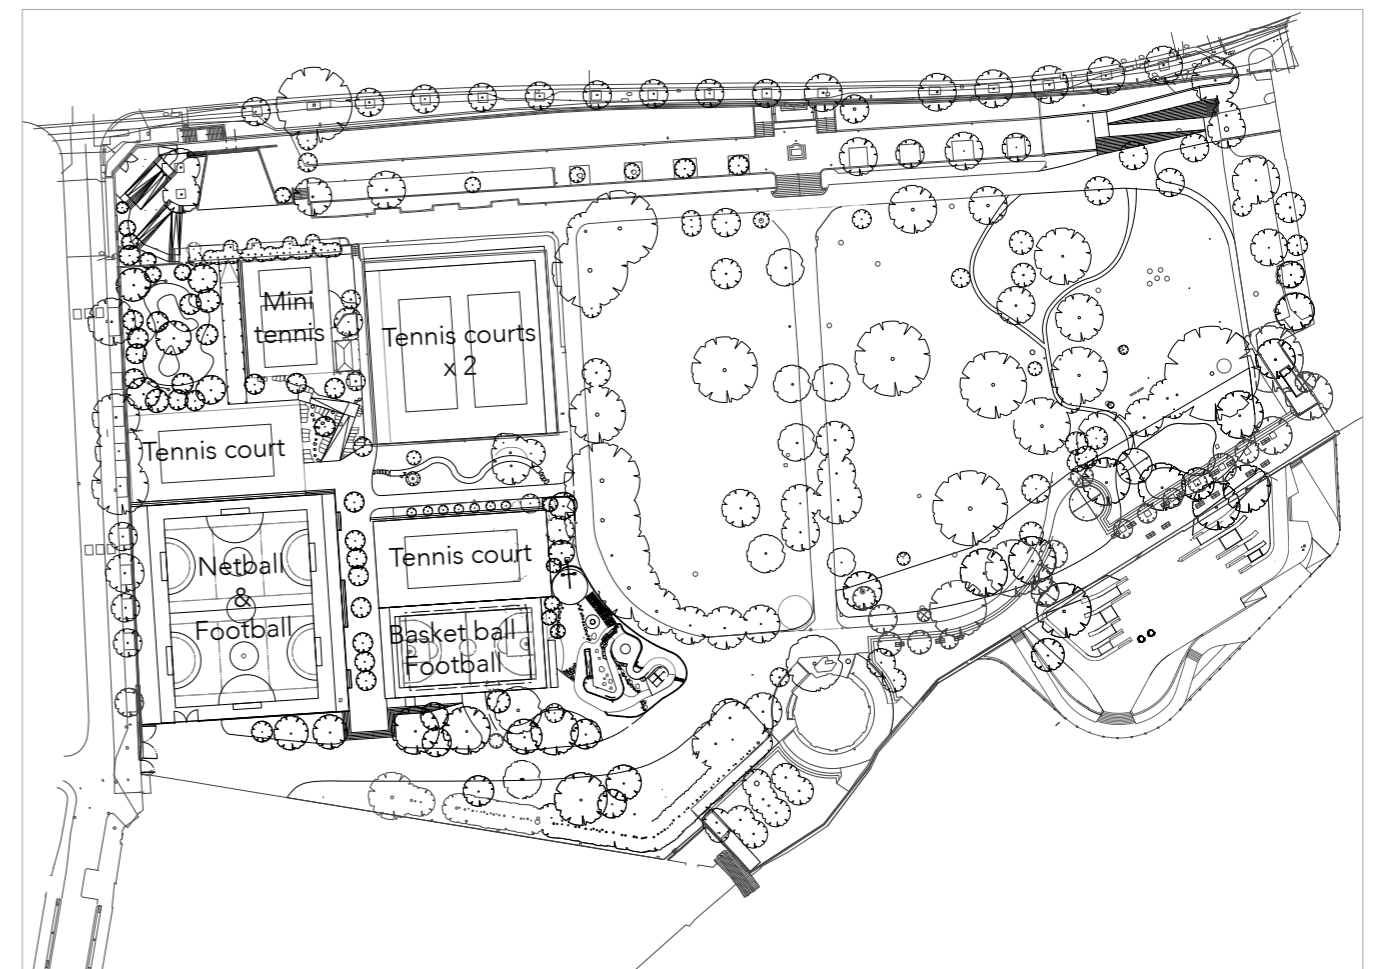 Mini
tennis
Tennis courts
x 2
Tennis court
Netball
&
Football
Tennis court
Basket ball
Football